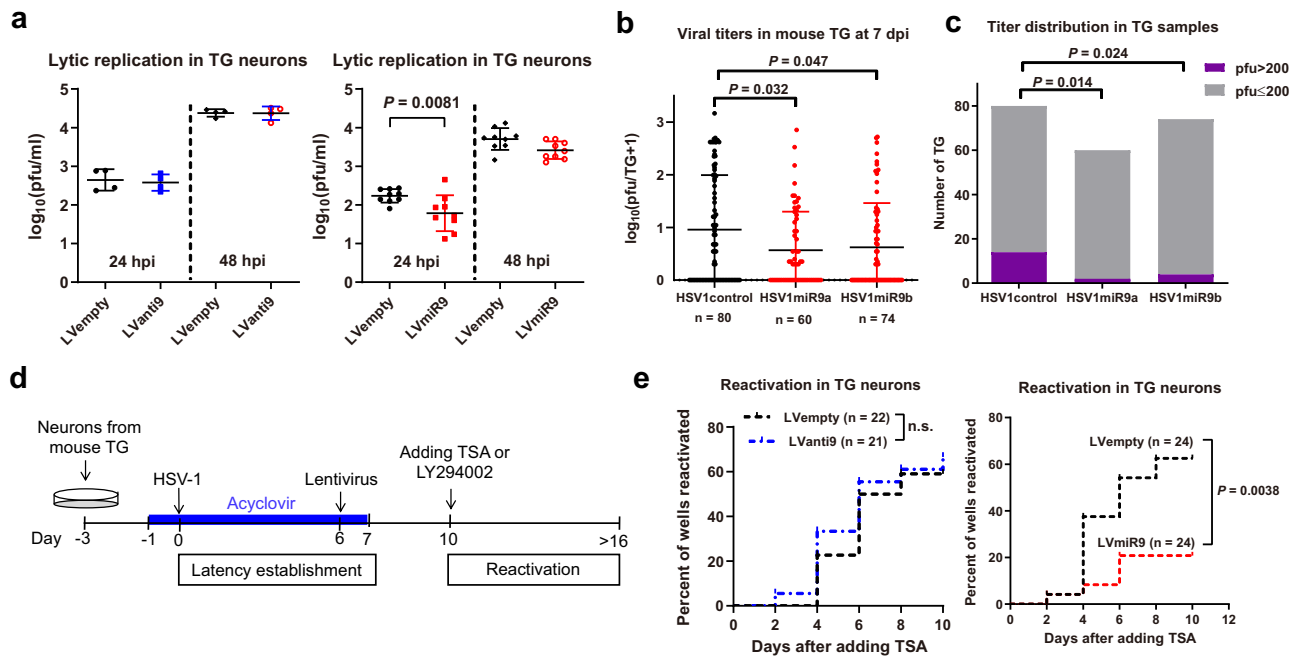 a
Lytic replication in TG neurons
log10(pfu/ml)
5
4
3
2
1
0
24 hpi
48 hpi
LVempty
LVanti9
LVempty
LVanti9
Lytic replication in TG neurons
log10(pfu/ml)
5
4
3
2
1
0
P = 0.0081
24 hpi
48 hpi
LVempty
LVmiR9
LVempty
LVmiR9
b
Viral titers in mouse TG at 7 dpi
P = 0.047
P = 0.032
log10(pfu/TG+1)
3
2
1
0
HSV1control
HSV1miR9a
HSV1miR9b
n = 80
n = 60
n = 74
c
Titer distribution in TG samples
P = 0.024
P = 0.014
pfu>200
pfu≤200
Number of TG
80
60
40
20
0
HSV1control
HSV1miR9a
HSV1miR9b
d
Neurons from
mouse TG
HSV-1
Acyclovir
Lentivirus
Adding TSA or
LY294002
Day
-3
-1
0
6
7
10
>16
Latency establishment
Reactivation
e
Reactivation in TG neurons
LVempty (n = 22)
LVanti9 (n = 21)
n.s.
Percent of wells reactivated
80
60
40
20
0
0
2
4
6
8
10
Days after adding TSA
Reactivation in TG neurons
LVempty (n = 24)
P = 0.0038
LVmiR9 (n = 24)
Percent of wells reactivated
80
60
40
20
0
0
2
4
6
8
10
12
Days after adding TSA